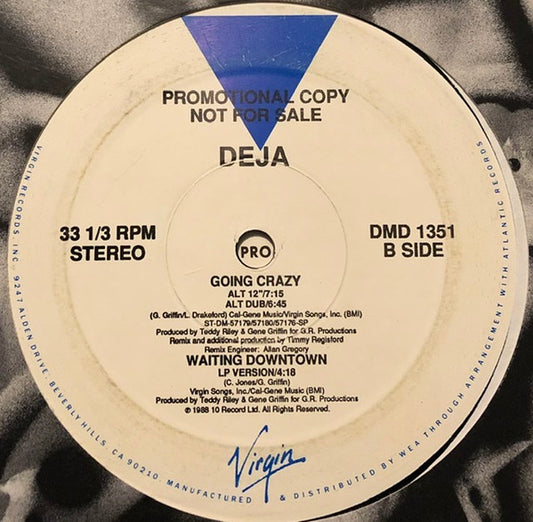 PROMOTIONAL COPY
NOT FOR SALE
DEJA
33 1/3 RPM
STEREO
PRO
DMD 1351
B SIDE
GOING CRAZY
ALT 12"/7:15
ALT DUB/6:45
(G. Griffin/L. Drakeford) Cal-Gene Music/Virgin Songs, Inc. (BMI)
ST-DM-57179/57180/57176-SP
Produced by Teddy Riley & Gene Griffin for G.R. Productions
Remix and additional production by Timmy Regisford
Remix Engineer: Allan Gregory
WAITING DOWNTOWN
LP VERSION/4:18
(C. Jones/G. Griffin)
Virgin Songs, Inc./Cal-Gene Music (BMI)
Produced by Teddy Riley & Gene Griffin for G.R. Productions
℗ 1988 10 Record Ltd. All Rights Reserved.
Virgin
VIRGIN RECORDS, INC. 9247 ALDEN DRIVE, BEVERLY HILLS, CA 90210. MANUFACTURED & DISTRIBUTED BY WEA THROUGH ARRANGEMENT WITH ATLANTIC RECORDS